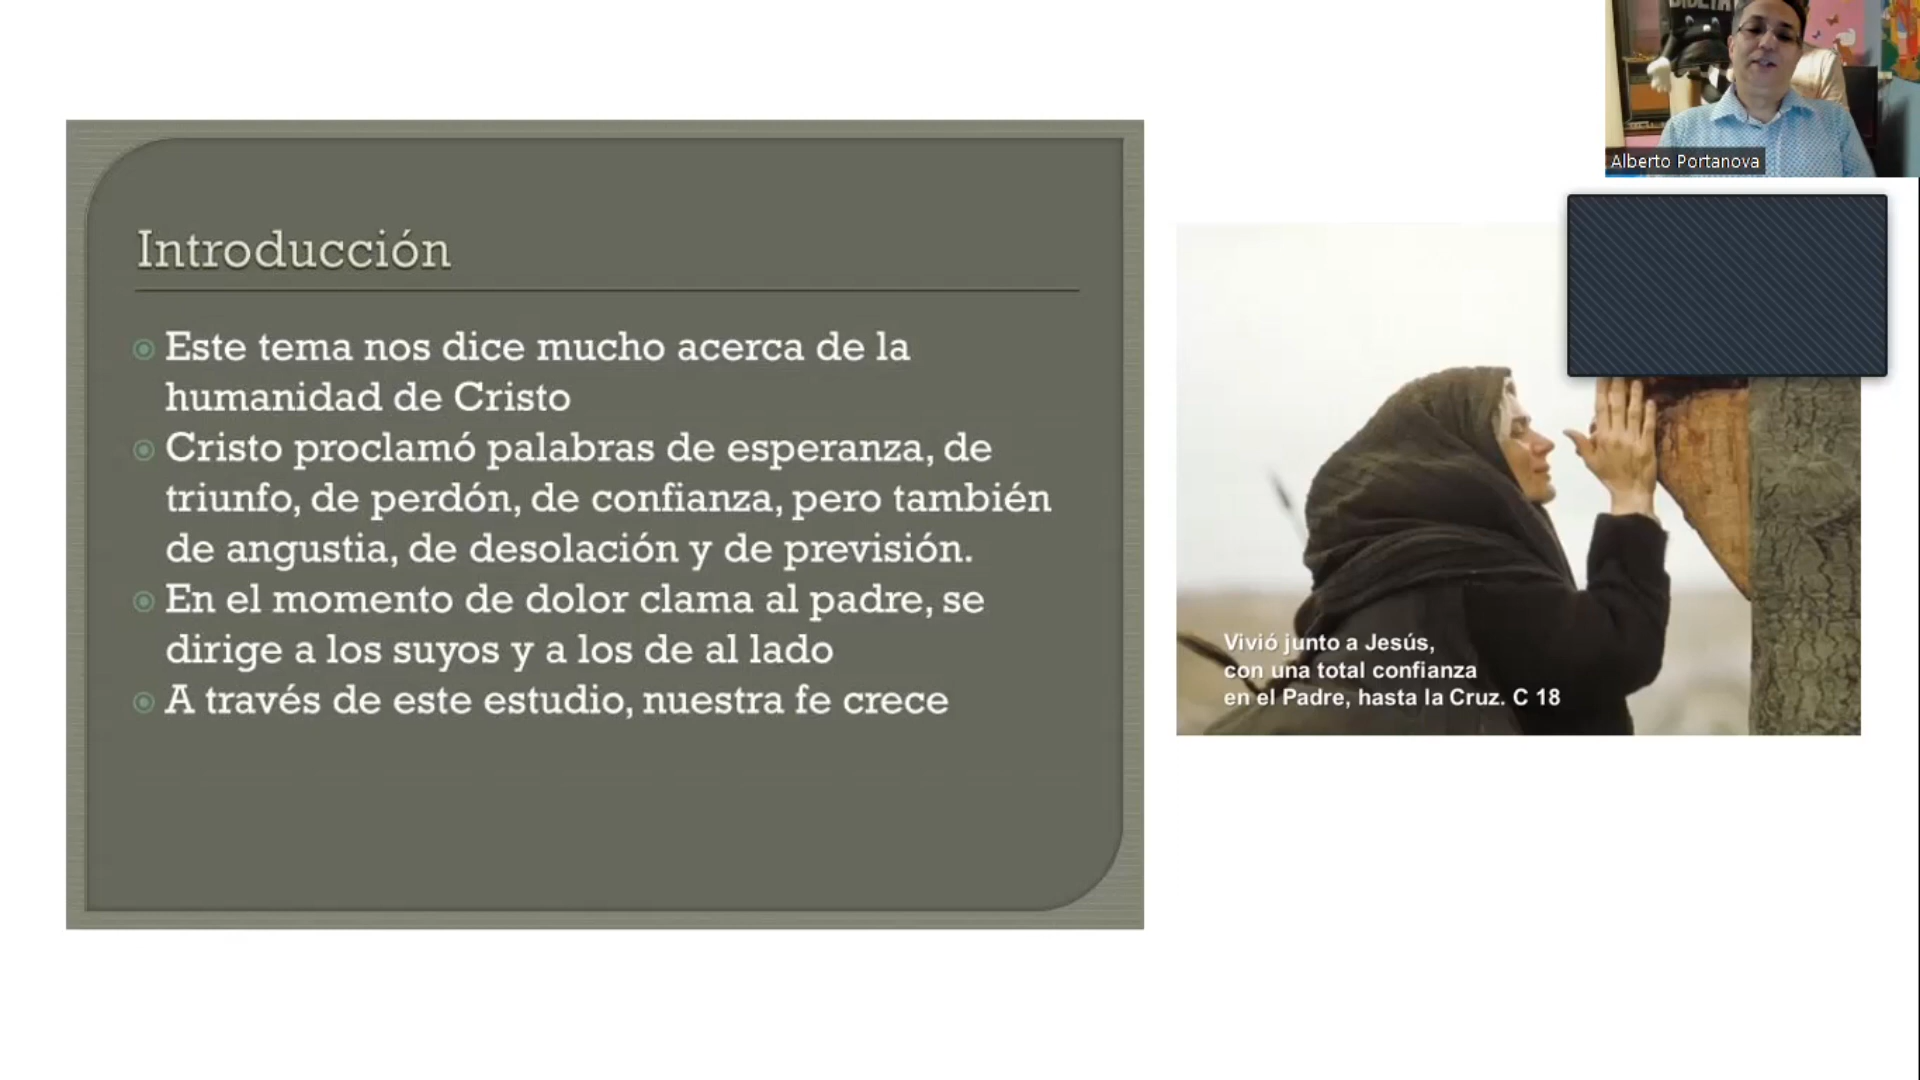 Introducción
Este tema nos dice mucho acerca de la
humanidad de Cristo
Cristo proclamó palabras de esperanza, de
triunfo, de perdón, de confianza, pero también
de angustia, de desolación y de previsión.
En el momento de dolor clama al padre, se
dirige a los suyos y a los de al lado
A través de este estudio, nuestra fe crece
Vivió junto a Jesús,
con una total confianza
en el Padre, hasta la Cruz. C 18
Alberto Portanova